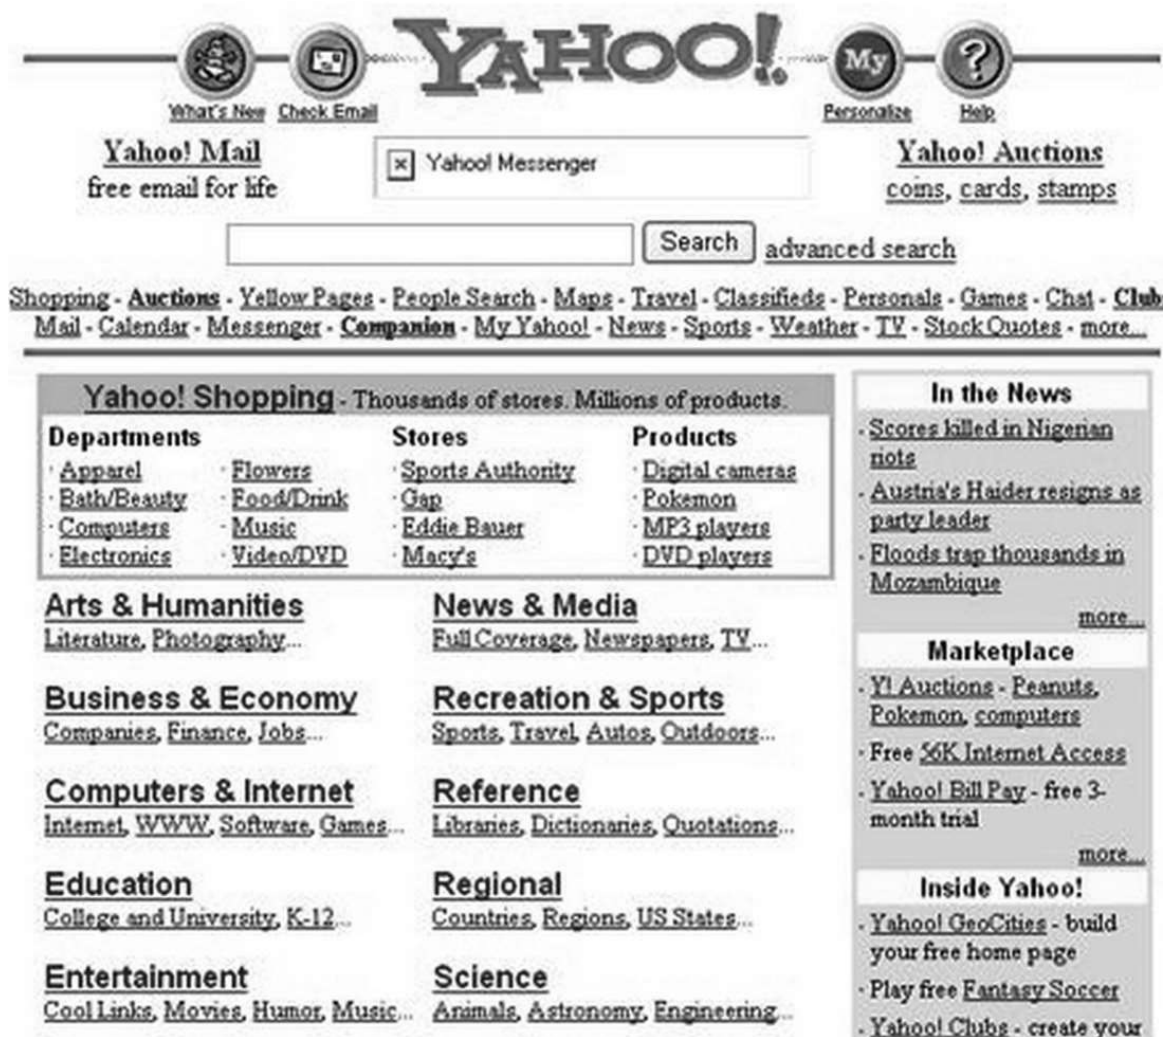 YAHOO!
My
?
What's New
Check Email
Personalize
Help
Yahoo! Mail
free email for life
Yahoo! Messenger
Yahoo! Auctions
coins, cards, stamps
Search
advanced search
Shopping - Auctions - Yellow Pages - People Search - Maps - Travel - Classifieds - Personals - Games - Chat - Club
Mail - Calendar - Messenger - Companion - My Yahoo! - News - Sports - Weather - TV - Stock Quotes - more...
Yahoo! Shopping - Thousands of stores. Millions of products.
Departments
· Apparel
· Bath/Beauty
· Computers
· Electronics
· Flowers
· Food/Drink
· Music
· Video/DVD
Stores
· Sports Authority
· Gap
· Eddie Bauer
· Macy's
Products
· Digital cameras
· Pokemon
· MP3 players
· DVD players
Arts & Humanities
Literature, Photography...
Business & Economy
Companies, Finance, Jobs...
Computers & Internet
Internet, WWW, Software, Games...
Education
College and University, K-12...
Entertainment
Cool Links, Movies, Humor, Music...
News & Media
Full Coverage, Newspapers, TV...
Recreation & Sports
Sports, Travel, Autos, Outdoors...
Reference
Libraries, Dictionaries, Quotations...
Regional
Countries, Regions, US States...
Science
Animals, Astronomy, Engineering...
In the News
· Scores killed in Nigerian
riots
· Austria's Haider resigns as
party leader
· Floods trap thousands in
Mozambique
more...
Marketplace
· Y! Auctions - Peanuts,
Pokemon, computers
· Free 56K Internet Access
· Yahoo! Bill Pay - free 3-
month trial
more...
Inside Yahoo!
· Yahoo! GeoCities - build
your free home page
· Play free Fantasy Soccer
· Yahoo! Clubs - create your